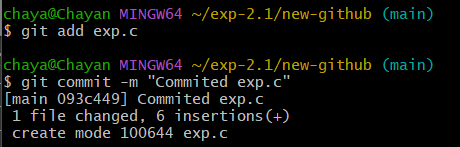 chaya@Chayan MINGW64 ~/exp-2.1/new-github (main)
$ git add exp.c
chaya@Chayan MINGW64 ~/exp-2.1/new-github (main)
$ git commit -m "Commited exp.c"
[main 093c449] Commited exp.c
 1 file changed, 6 insertions(+)
 create mode 100644 exp.c